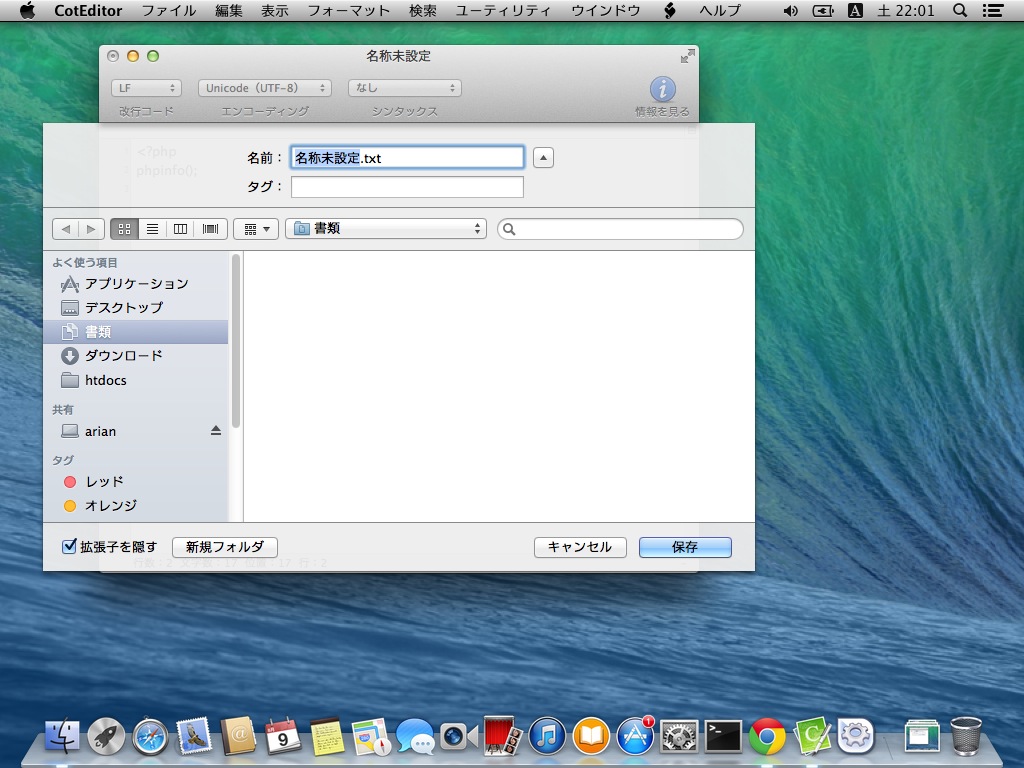 CotEditor ファイル 編集 表示 フォーマット 検索 ユーティリティ ウインドウ ヘルプ A 土 22:01
名称未設定
LF Unicode（UTF-8） なし
改行コード エンコーディング シンタックス 情報を見る
<?php
phpinfo();
名前： 名称未設定.txt
タグ：
書類
よく使う項目
アプリケーション
デスクトップ
書類
ダウンロード
htdocs
共有
arian
タグ
レッド
オレンジ
拡張子を隠す 新規フォルダ キャンセル 保存
9
1